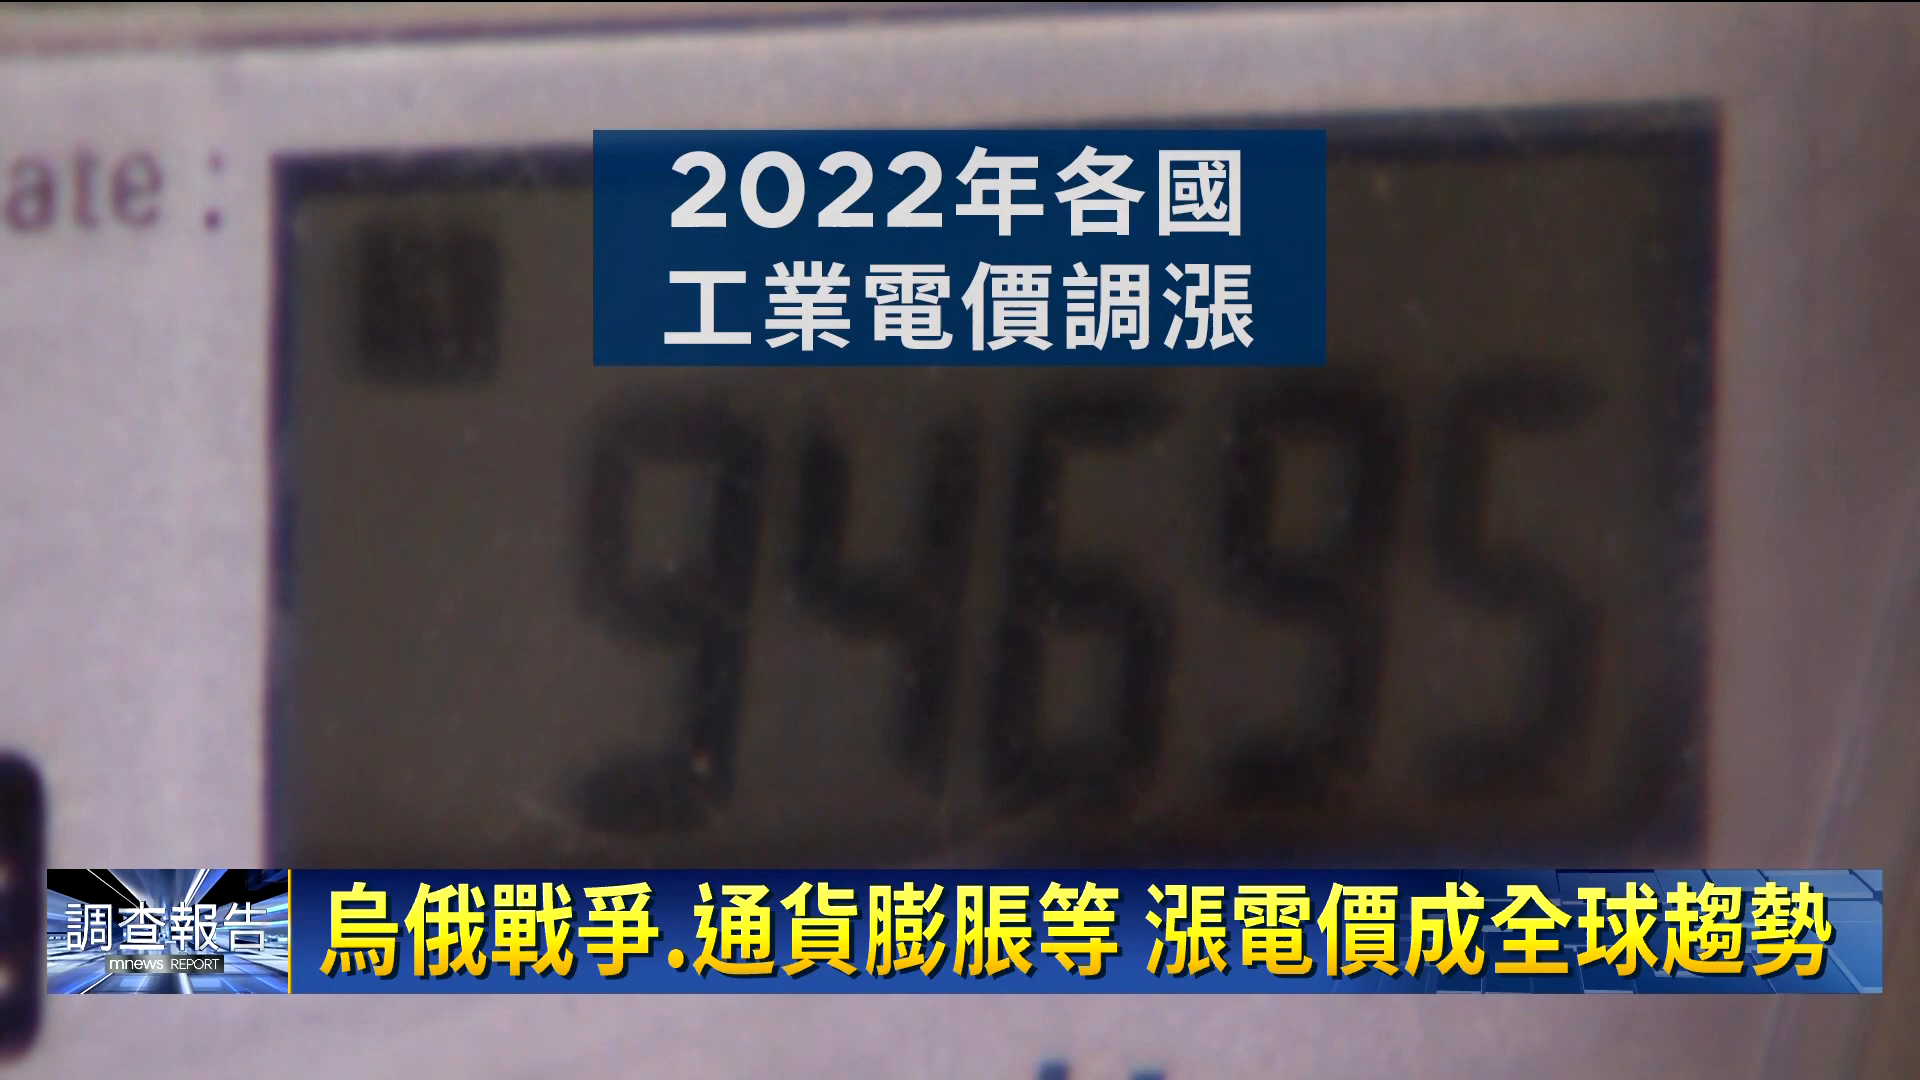 2022年各國
工業電價調漲
ate :
94695
調查報告
mnews REPORT
烏俄戰爭.通貨膨脹等 漲電價成全球趨勢